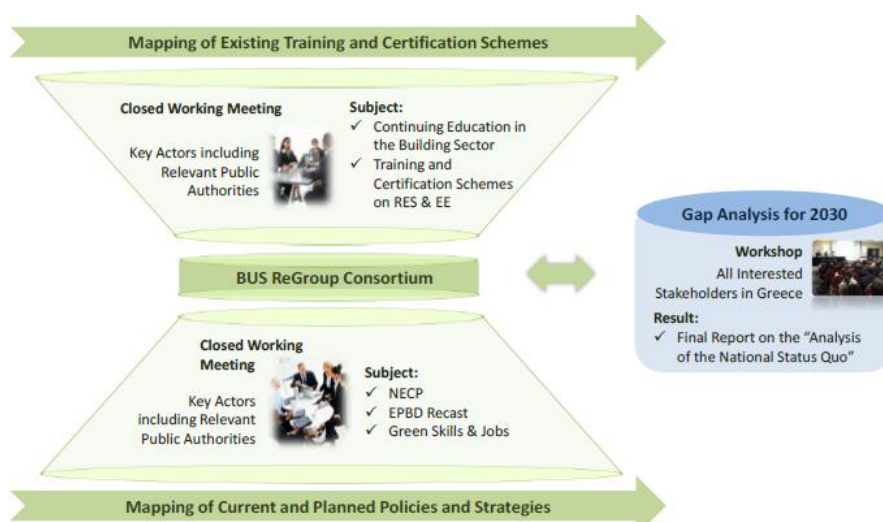 Mapping of Existing Training and Certification Schemes
Closed Working Meeting
Key Actors including
Relevant Public
Authorities
Subject:
✓ Continuing Education in
the Building Sector
✓ Training and
Certification Schemes
on RES & EE
BUS ReGroup Consortium
Closed Working
Meeting
Key Actors
including Relevant
Public Authorities
Subject:
✓ NECP
✓ EPBD Recast
✓ Green Skills & Jobs
Gap Analysis for 2030
Workshop
All Interested
Stakeholders in Greece
Result:
✓ Final Report on the “Analysis
of the National Status Quo”
Mapping of Current and Planned Policies and Strategies